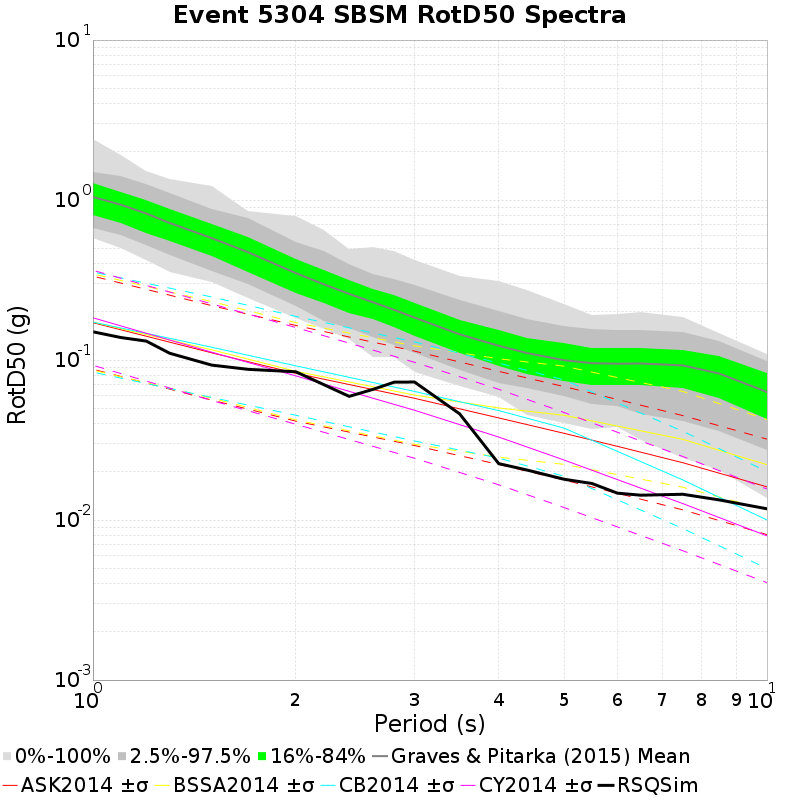 Event 5304 SBSM RotD50 Spectra
10^1
10^0
10^-1
10^-2
10^-3
RotD50 (g)
10^0 2 3 4 5 6 7 8 9 10^1
Period (s)
0%-100% 2.5%-97.5% 16%-84% Graves & Pitarka (2015) Mean
ASK2014 ±σ BSSA2014 ±σ CB2014 ±σ CY2014 ±σ RSQSim